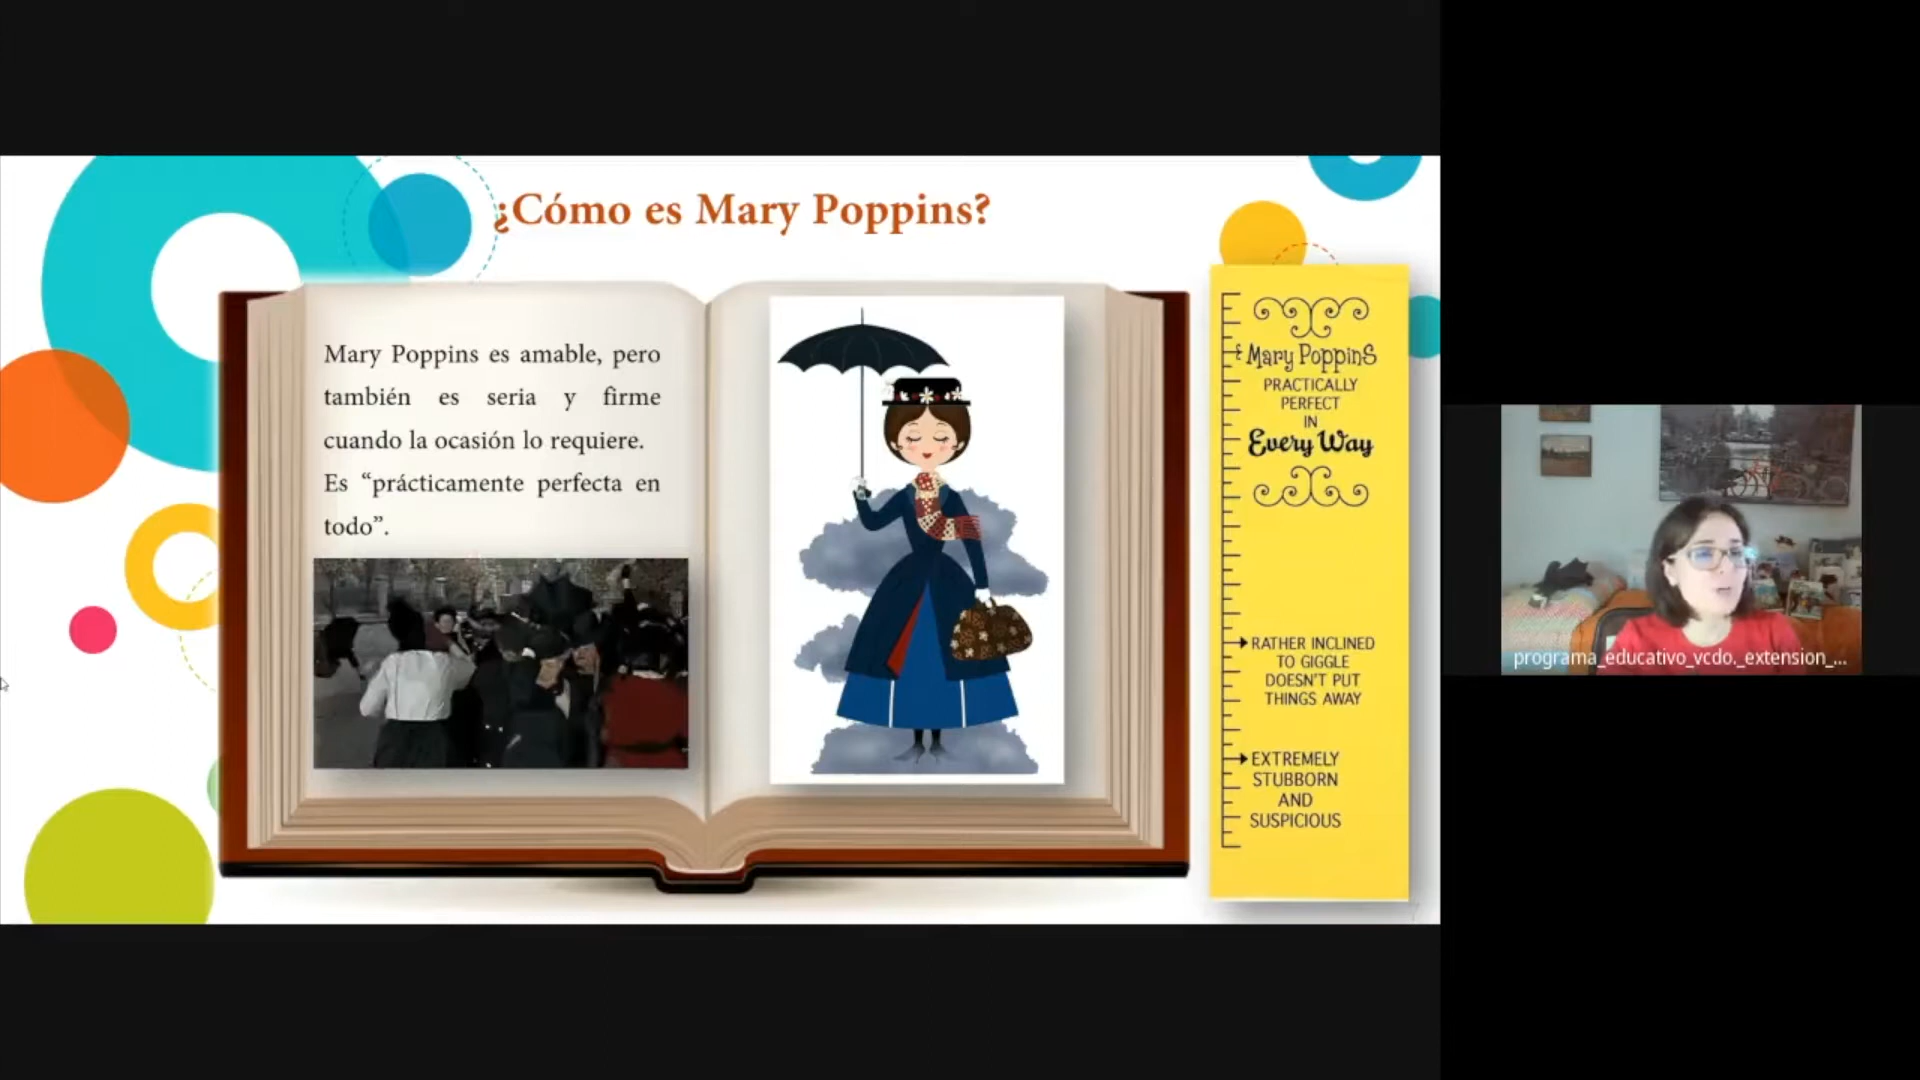 ¿Cómo es Mary Poppins?
Mary Poppins es amable, pero
también es seria y firme
cuando la ocasión lo requiere.
Es “prácticamente perfecta en
todo”.
Mary Poppins
PRACTICALLY
PERFECT
IN
Every Way
RATHER INCLINED
TO GIGGLE
DOESN'T PUT
THINGS AWAY
EXTREMELY
STUBBORN
AND
SUSPICIOUS
programa_educativo_vcdo._extension_...